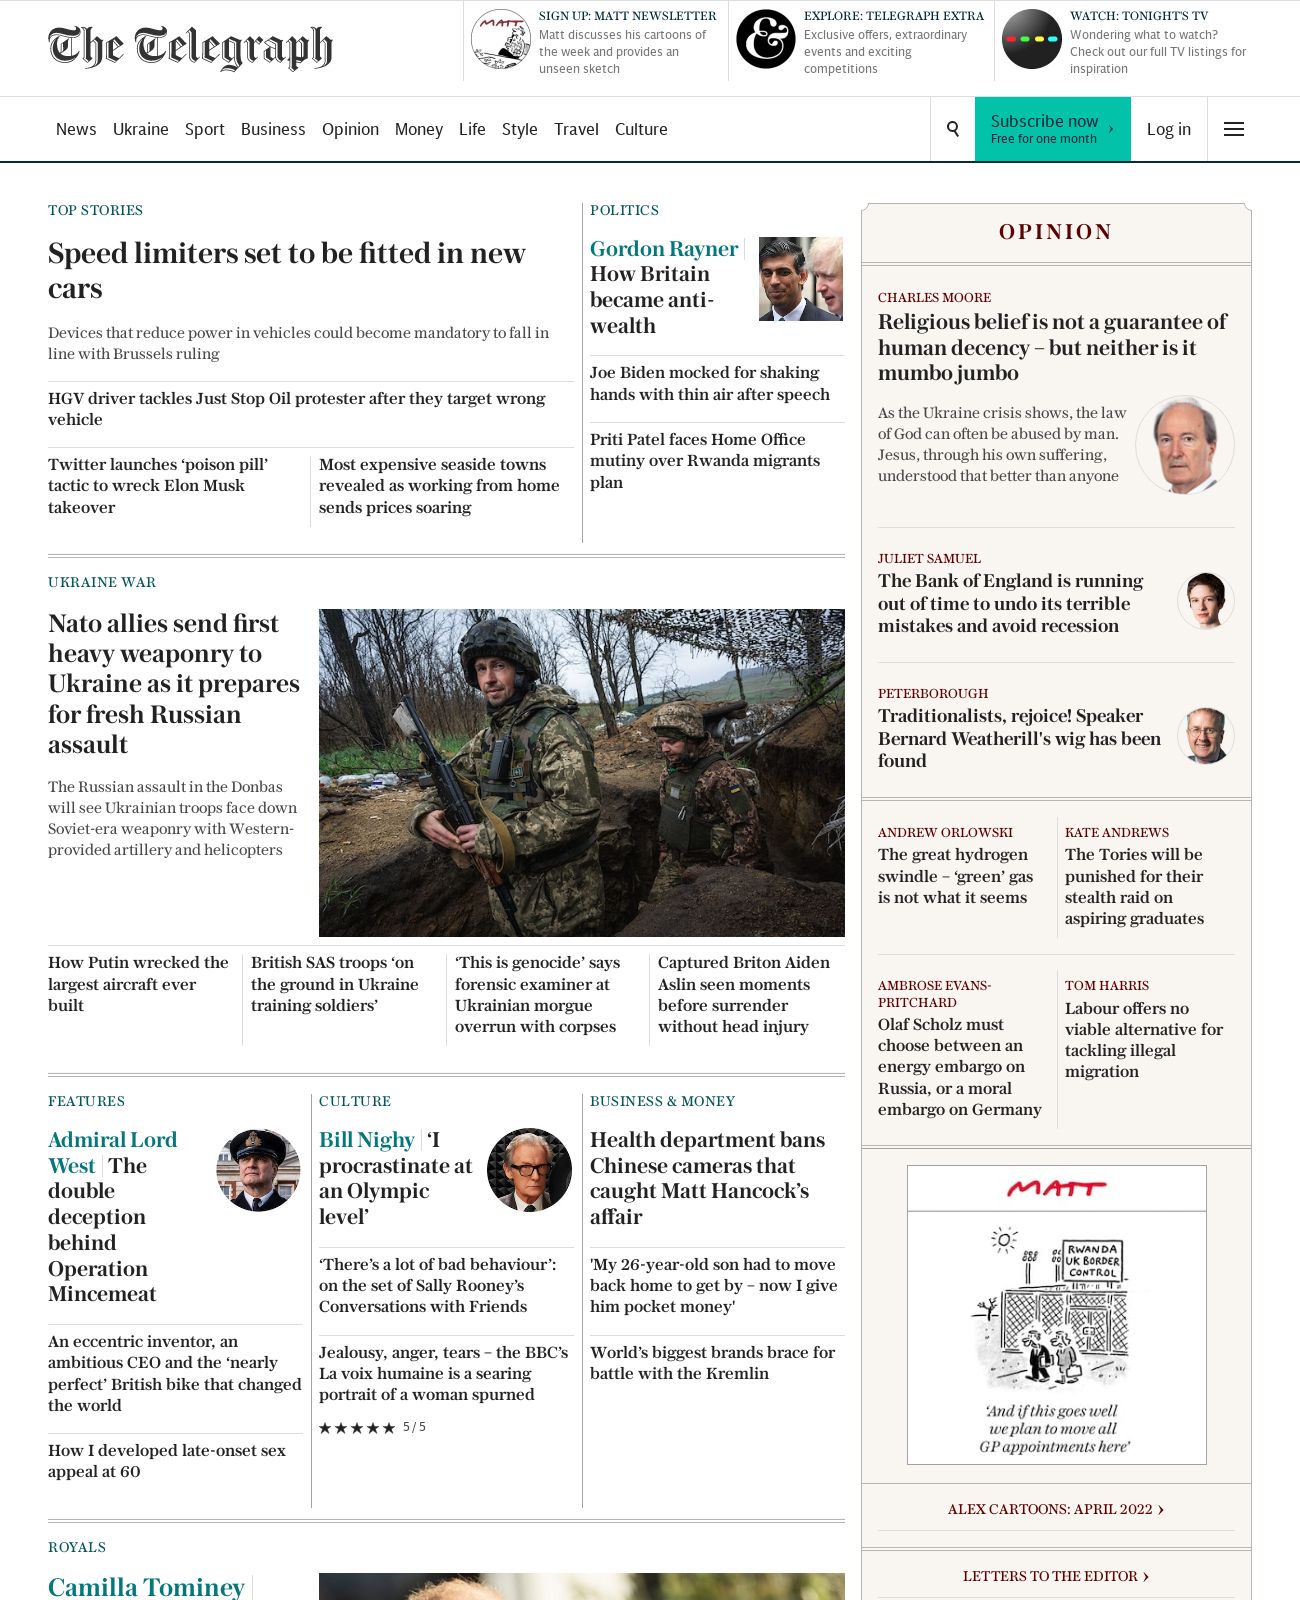 The Telegraph
SIGN UP: MATT NEWSLETTER
Matt discusses his cartoons of
the week and provides an
unseen sketch
EXPLORE: TELEGRAPH EXTRA
Exclusive offers, extraordinary
events and exciting
competitions
WATCH: TONIGHT'S TV
Wondering what to watch?
Check out our full TV listings for
inspiration
News Ukraine Sport Business Opinion Money Life Style Travel Culture
Subscribe now ›
Free for one month
Log in
TOP STORIES
Speed limiters set to be fitted in new
cars
Devices that reduce power in vehicles could become mandatory to fall in
line with Brussels ruling
HGV driver tackles Just Stop Oil protester after they target wrong
vehicle
Twitter launches ‘poison pill’
tactic to wreck Elon Musk
takeover
Most expensive seaside towns
revealed as working from home
sends prices soaring
POLITICS
Gordon Rayner
How Britain
became anti-
wealth
Joe Biden mocked for shaking
hands with thin air after speech
Priti Patel faces Home Office
mutiny over Rwanda migrants
plan
UKRAINE WAR
Nato allies send first
heavy weaponry to
Ukraine as it prepares
for fresh Russian
assault
The Russian assault in the Donbas
will see Ukrainian troops face down
Soviet-era weaponry with Western-
provided artillery and helicopters
How Putin wrecked the
largest aircraft ever
built
British SAS troops ‘on
the ground in Ukraine
training soldiers’
‘This is genocide’ says
forensic examiner at
Ukrainian morgue
overrun with corpses
Captured Briton Aiden
Aslin seen moments
before surrender
without head injury
FEATURES
Admiral Lord
West The
double
deception
behind
Operation
Mincemeat
An eccentric inventor, an
ambitious CEO and the ‘nearly
perfect’ British bike that changed
the world
How I developed late-onset sex
appeal at 60
CULTURE
Bill Nighy ‘I
procrastinate at
an Olympic
level’
‘There’s a lot of bad behaviour’:
on the set of Sally Rooney’s
Conversations with Friends
Jealousy, anger, tears – the BBC’s
La voix humaine is a searing
portrait of a woman spurned
★★★★★ 5/5
BUSINESS & MONEY
Health department bans
Chinese cameras that
caught Matt Hancock’s
affair
'My 26-year-old son had to move
back home to get by – now I give
him pocket money'
World’s biggest brands brace for
battle with the Kremlin
ROYALS
Camilla Tominey
OPINION
CHARLES MOORE
Religious belief is not a guarantee of
human decency – but neither is it
mumbo jumbo
As the Ukraine crisis shows, the law
of God can often be abused by man.
Jesus, through his own suffering,
understood that better than anyone
JULIET SAMUEL
The Bank of England is running
out of time to undo its terrible
mistakes and avoid recession
PETERBOROUGH
Traditionalists, rejoice! Speaker
Bernard Weatherill's wig has been
found
ANDREW ORLOWSKI
The great hydrogen
swindle – ‘green’ gas
is not what it seems
KATE ANDREWS
The Tories will be
punished for their
stealth raid on
aspiring graduates
AMBROSE EVANS-
PRITCHARD
Olaf Scholz must
choose between an
energy embargo on
Russia, or a moral
embargo on Germany
TOM HARRIS
Labour offers no
viable alternative for
tackling illegal
migration
MATT
RWANDA
UK BORDER
CONTROL
‘And if this goes well
we plan to move all
GP appointments here’
ALEX CARTOONS: APRIL 2022 ›
LETTERS TO THE EDITOR ›